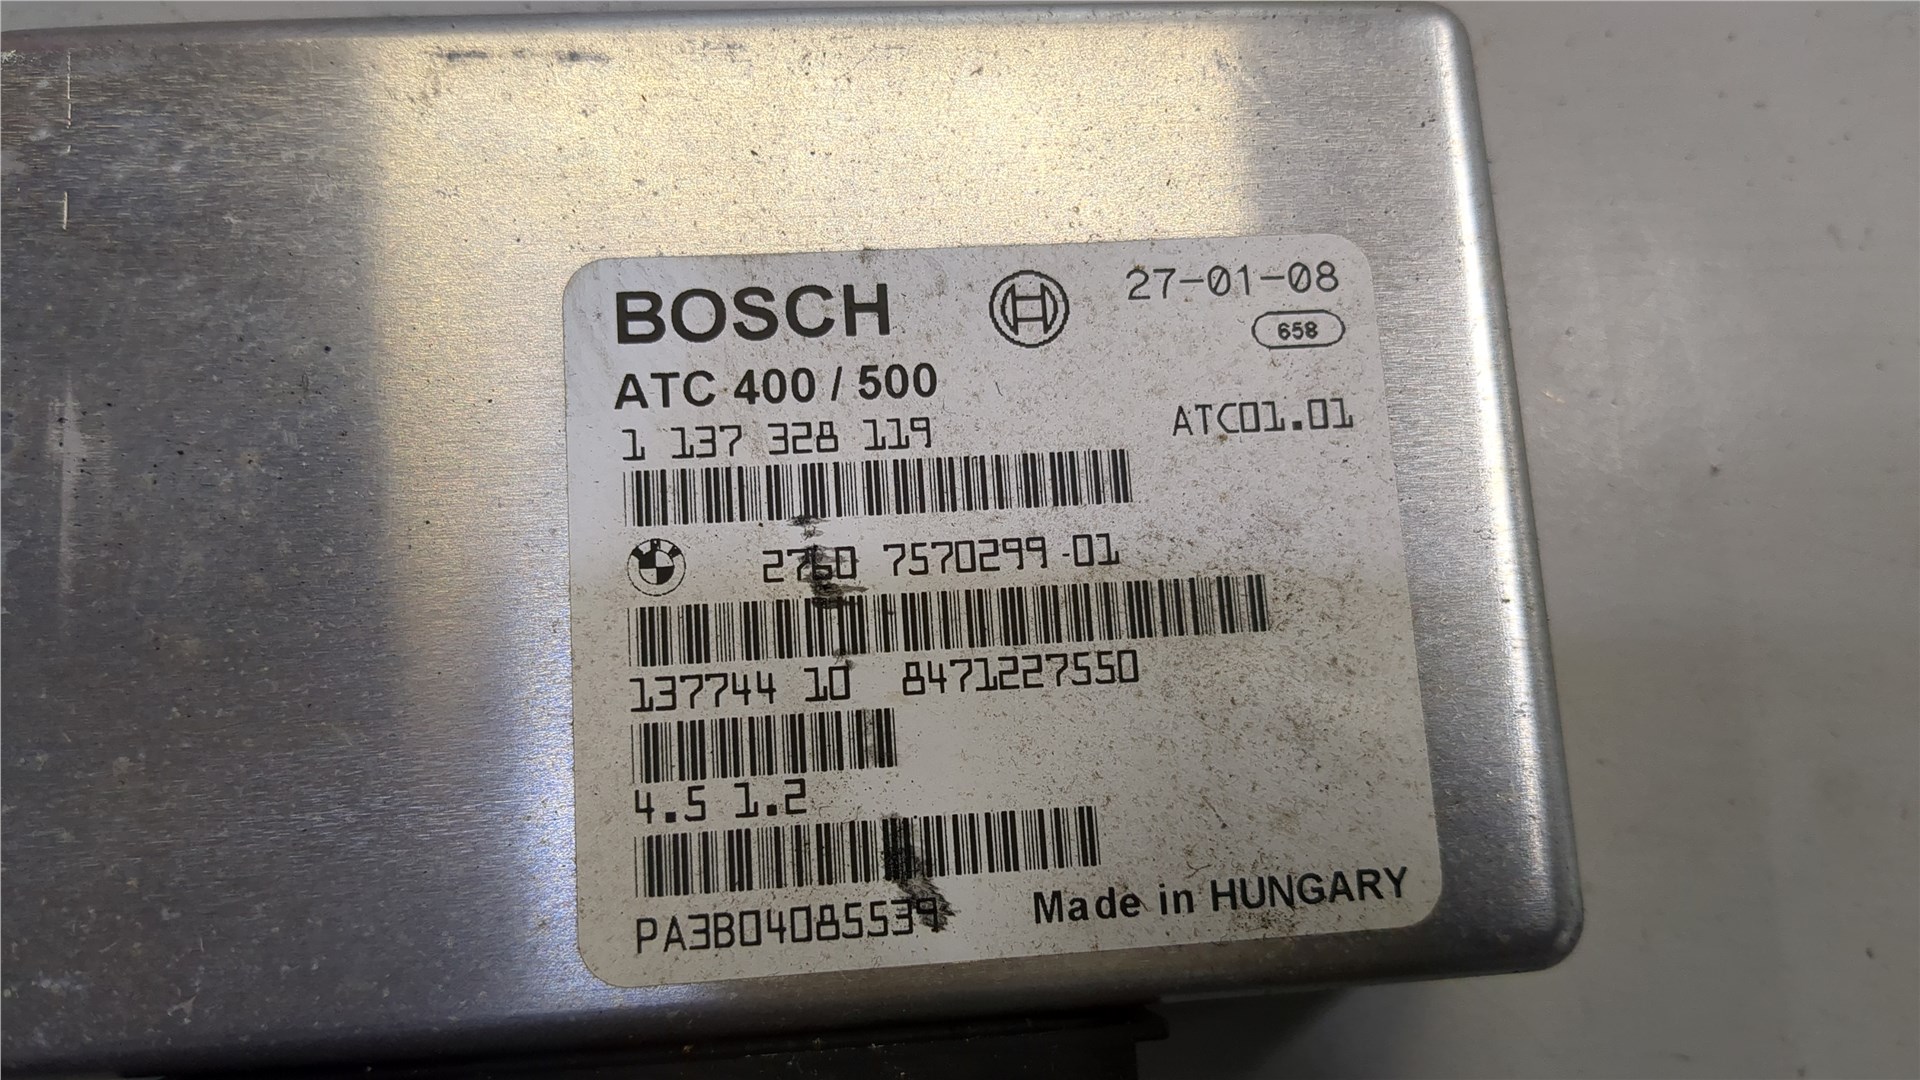 BOSCH 27-01-08
658
ATC 400 / 500
1 137 328 119 ATC01.01
2760 7570299-01
137744 10 8471227550
4.5 1.2
PA3B04085539 Made in HUNGARY